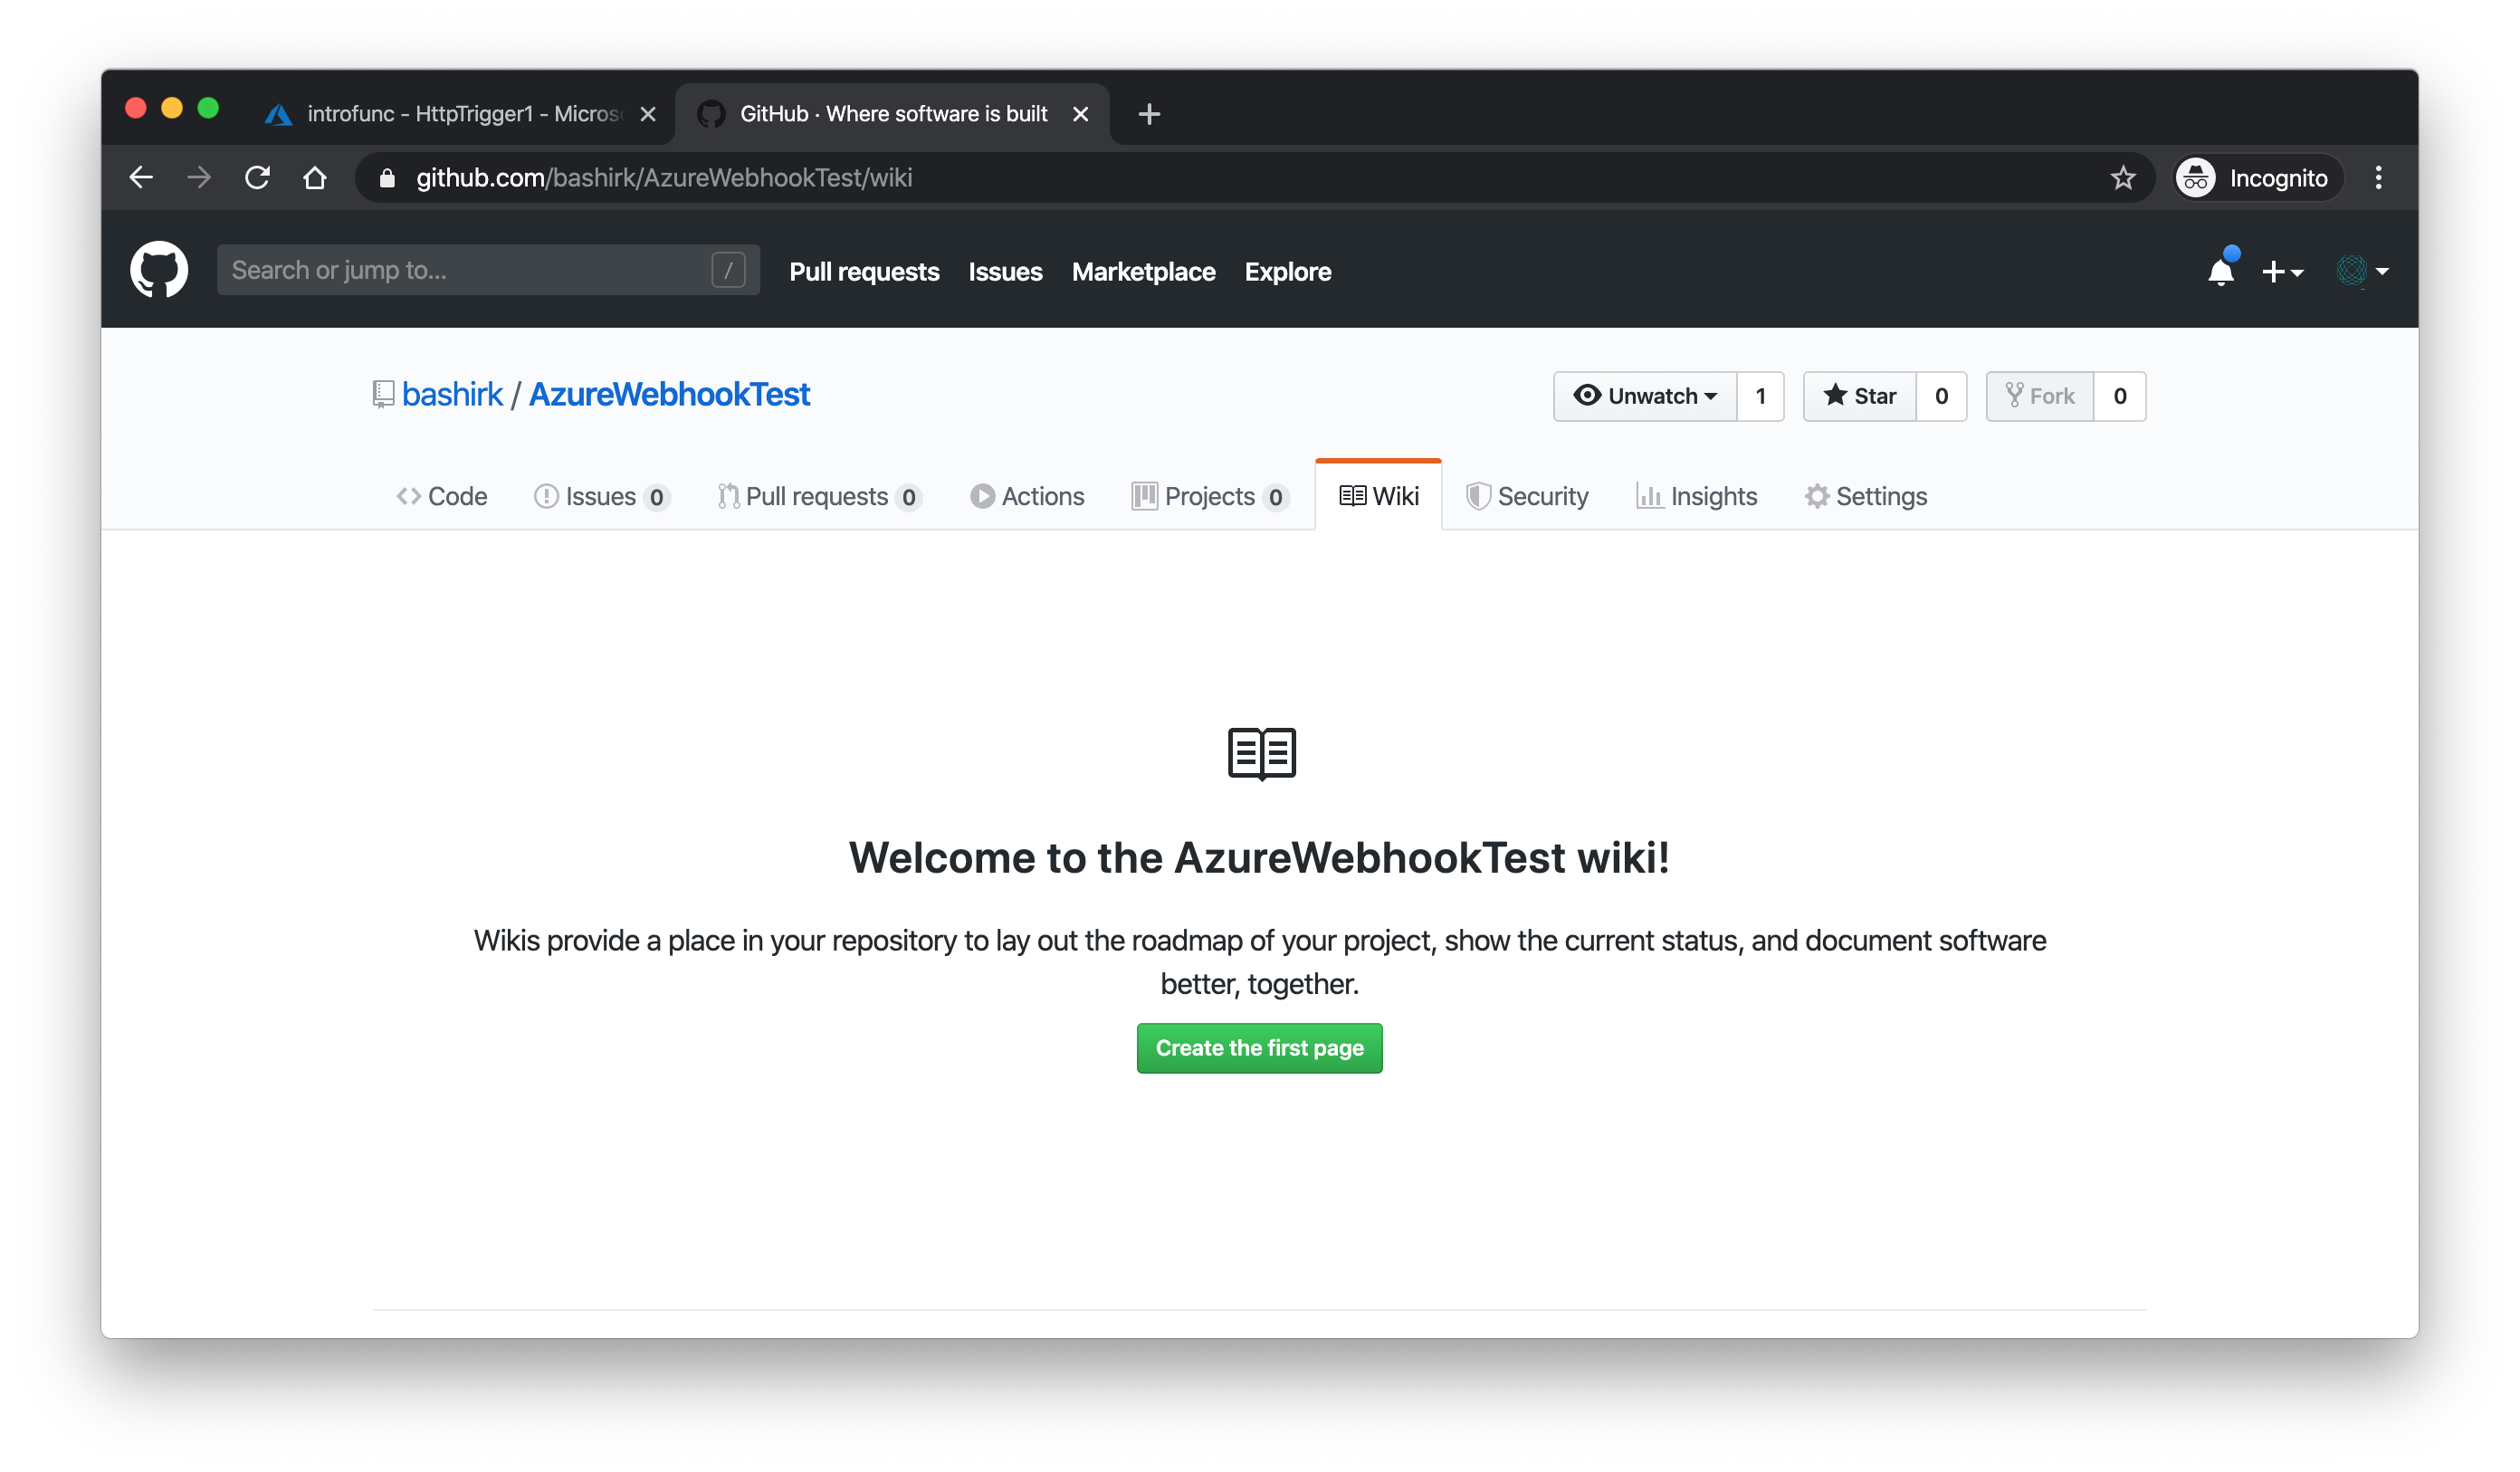 introfunc - HttpTrigger1 - Micros
GitHub · Where software is built
github.com/bashirk/AzureWebhookTest/wiki
Incognito
Search or jump to...
/
Pull requests Issues Marketplace Explore
bashirk / AzureWebhookTest
Unwatch 1 Star 0 Fork 0
Code Issues 0 Pull requests 0 Actions Projects 0 Wiki Security Insights Settings
Welcome to the AzureWebhookTest wiki!
Wikis provide a place in your repository to lay out the roadmap of your project, show the current status, and document software
better, together.
Create the first page